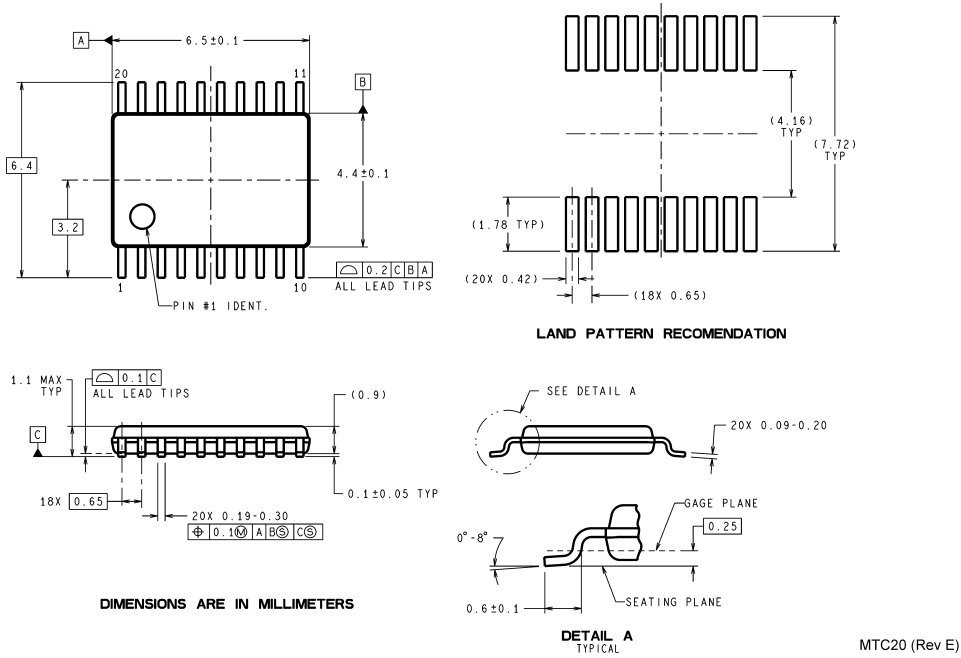 A
6.5±0.1
20
11
B
6.4
3.2
4.4±0.1
1
10
0.2 C B A
ALL LEAD TIPS
PIN #1 IDENT.
(4.16)
TYP
(7.72)
TYP
(1.78 TYP)
(20X 0.42)
(18X 0.65)
LAND PATTERN RECOMENDATION
1.1 MAX
TYP
0.1 C
ALL LEAD TIPS
(0.9)
C
0.1±0.05 TYP
18X 0.65
20X 0.19-0.30
⌖ 0.1Ⓜ A BⓈ CⓈ
SEE DETAIL A
20X 0.09-0.20
GAGE PLANE
0.25
0°-8°
0.6±0.1
SEATING PLANE
DIMENSIONS ARE IN MILLIMETERS
DETAIL A
TYPICAL
MTC20 (Rev E)